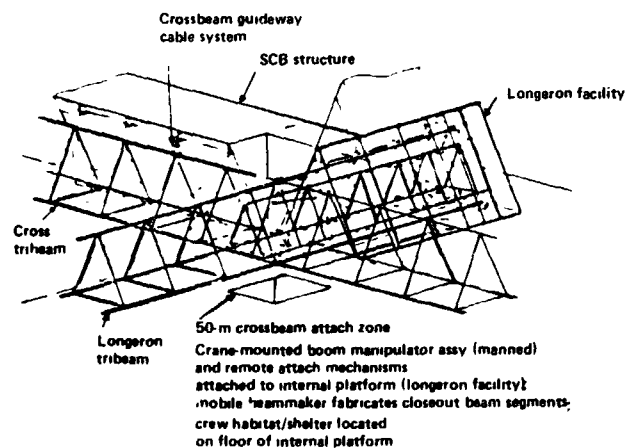 Crossbeam guideway
cable system
SCB structure
Longeron facility
Cross
tribeam
Longeron
tribeam
50-m crossbeam attach zone
Crane-mounted boom manipulator assy (manned)
and remote attach mechanisms
attached to internal platform (longeron facility);
mobile beammaker fabricates closeout beam segments,
crew habitat/shelter located
on floor of internal platform